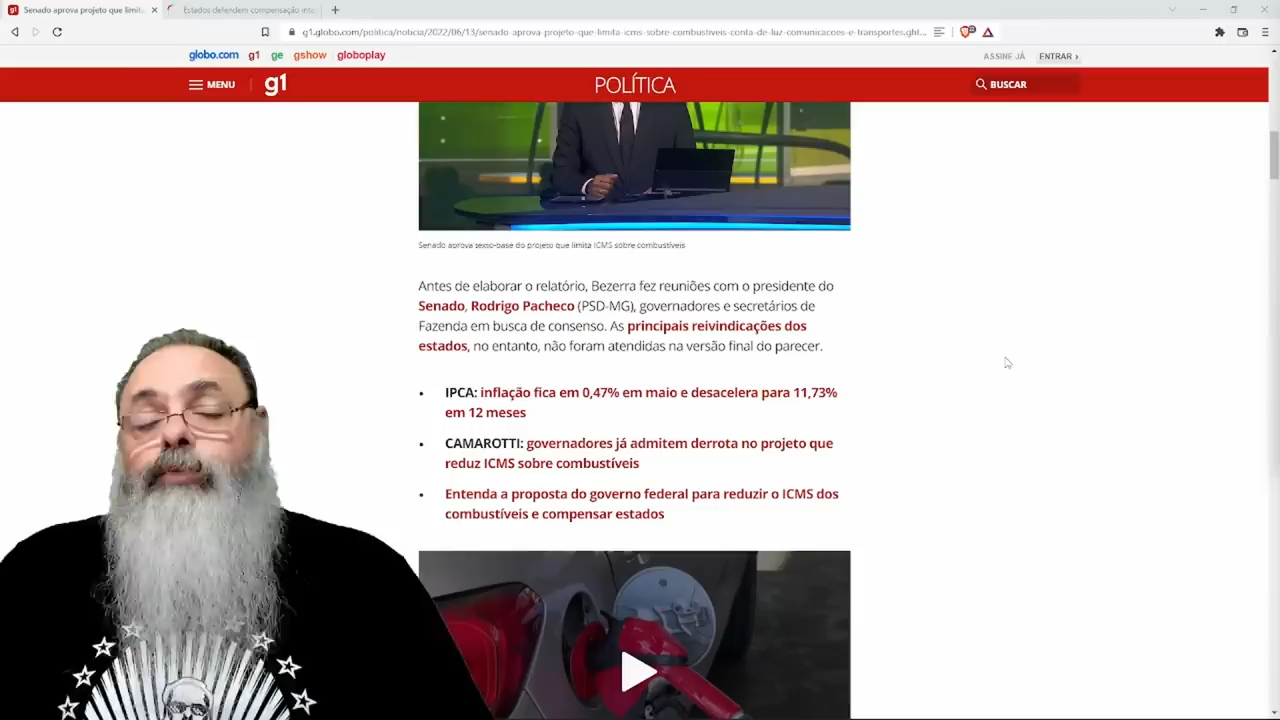 g1 Senado aprova projeto que limita
Estados defendem compensação inte
g1.globo.com/politica/noticia/2022/06/13/senado-aprova-projeto-que-limita-icms-sobre-combustiveis-conta-de-luz-comunicacoes-e-transportes.ght...
globo.com g1 ge gshow globoplay
ASSINE JÁ ENTRAR
MENU g1 POLÍTICA BUSCAR
Senado aprova texto-base do projeto que limita ICMS sobre combustíveis
Antes de elaborar o relatório, Bezerra fez reuniões com o presidente do
Senado, Rodrigo Pacheco (PSD-MG), governadores e secretários de
Fazenda em busca de consenso. As principais reivindicações dos
estados, no entanto, não foram atendidas na versão final do parecer.
IPCA: inflação fica em 0,47% em maio e desacelera para 11,73%
em 12 meses
CAMAROTTI: governadores já admitem derrota no projeto que
reduz ICMS sobre combustíveis
Entenda a proposta do governo federal para reduzir o ICMS dos
combustíveis e compensar estados